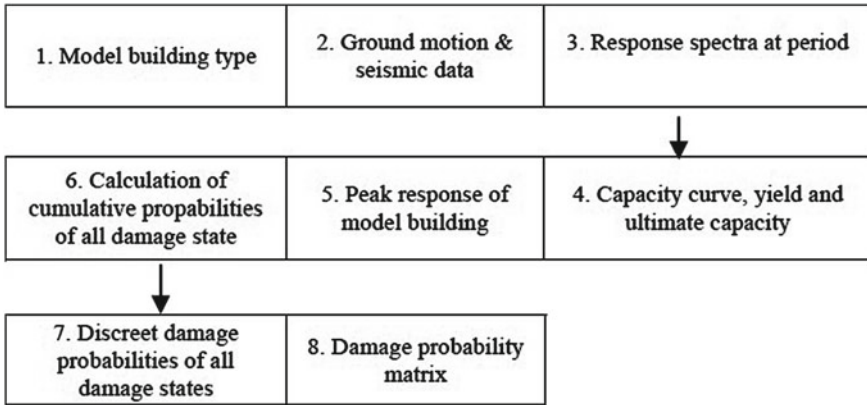 1. Model building type
2. Ground motion &
seismic data
3. Response spectra at period
6. Calculation of
cumulative propabilities
of all damage state
5. Peak response of
model building
4. Capacity curve, yield and
ultimate capacity
7. Discreet damage
probabilities of all
damage states
8. Damage probability
matrix